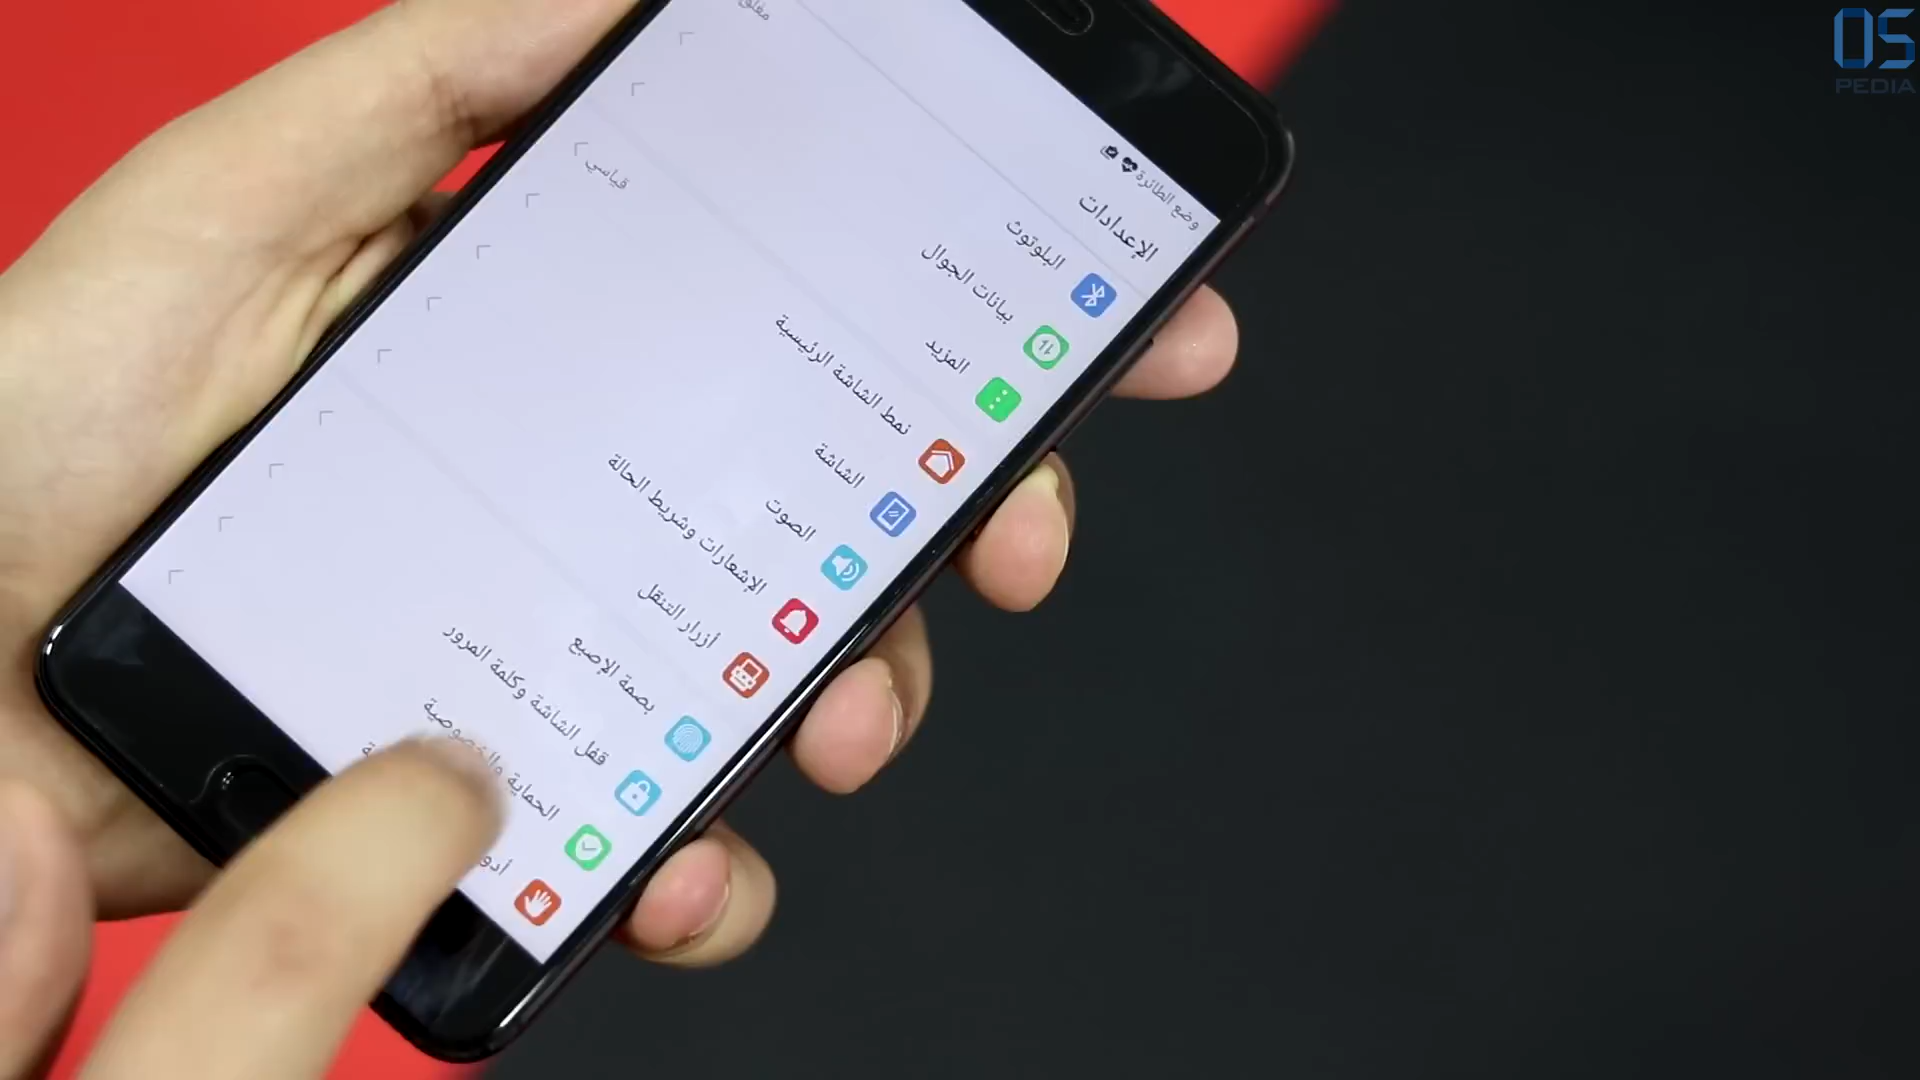 OS
PEDIA
وضع الطائرة
الإعدادات
البلوتوث
مغلق
بيانات الجوال
المزيد
نمط الشاشة الرئيسية
قياسي
الشاشة
الصوت
الإشعارات وشريط الحالة
أزرار التنقل
بصمة الإصبع
قفل الشاشة وكلمة المرور
الحماية والخصوصية